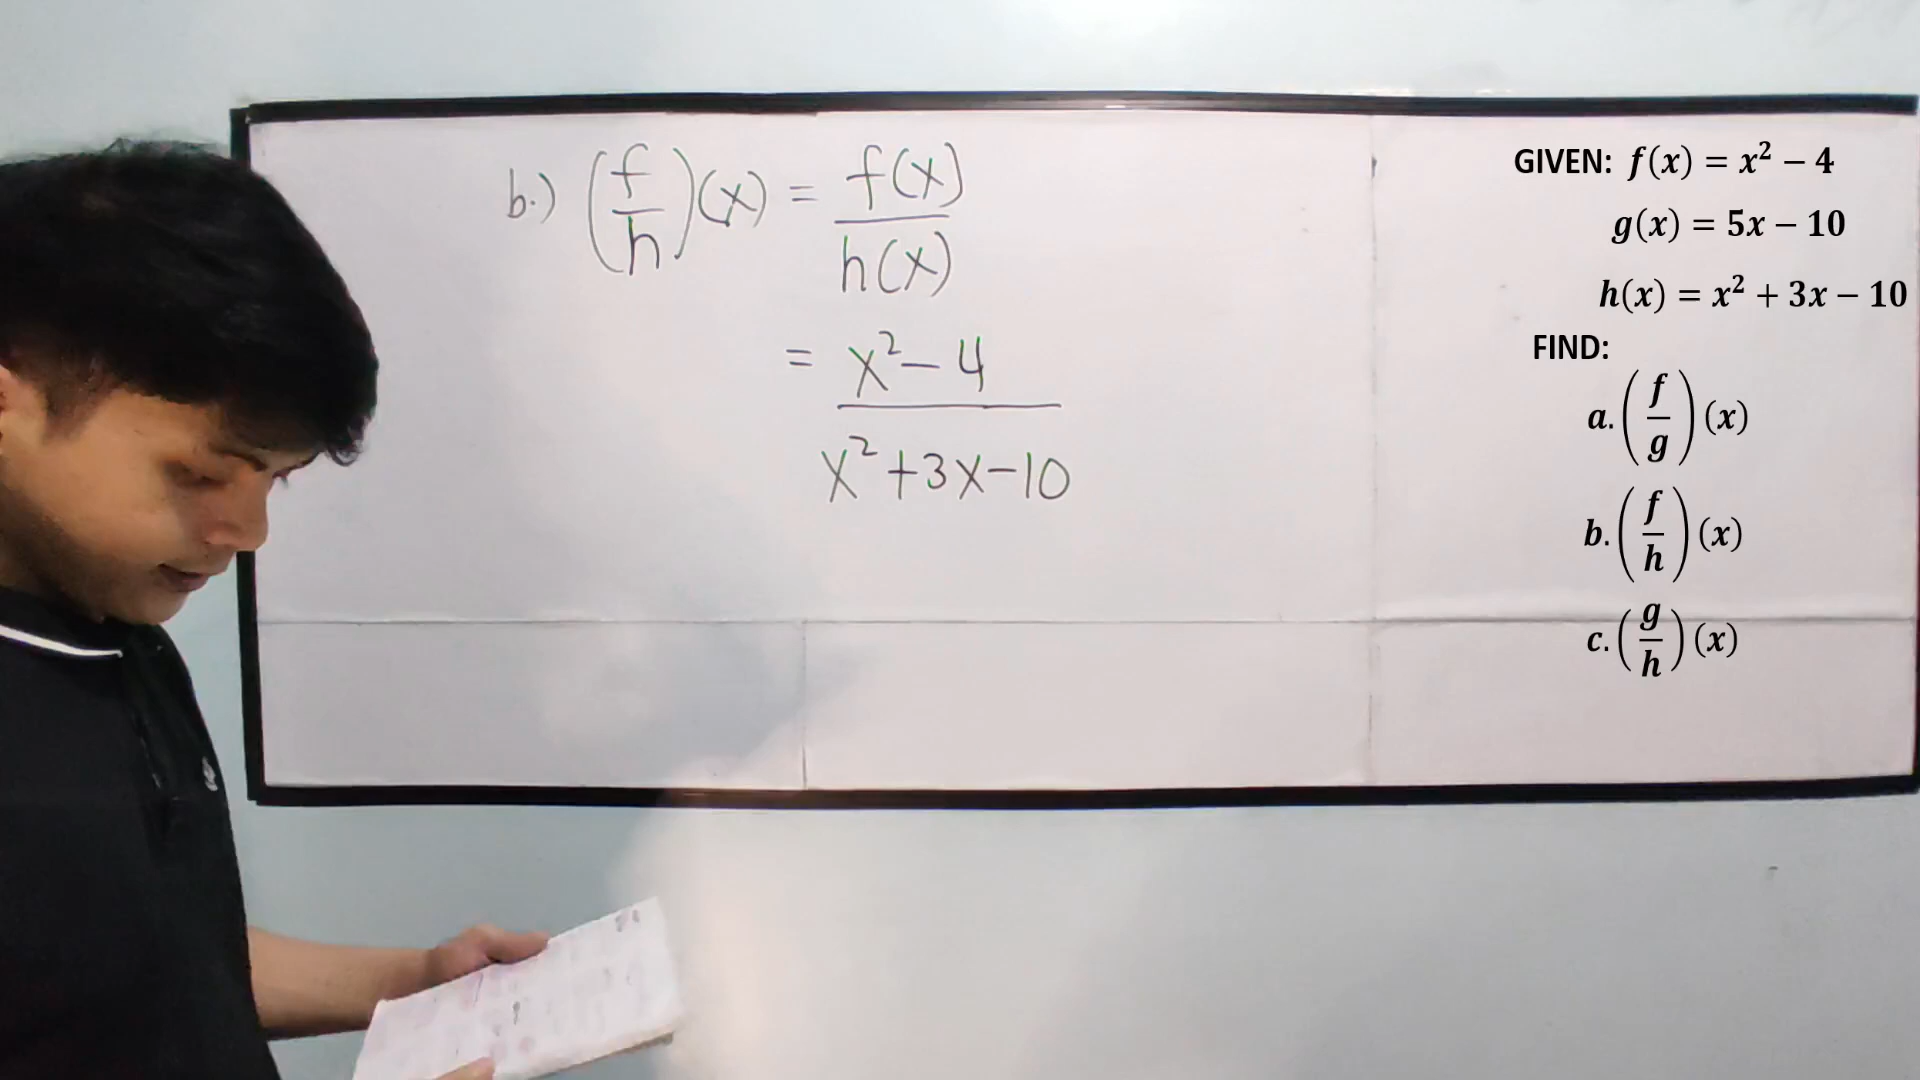 b.) (f/h)(x) = f(x)/h(x)
= x² - 4
x² + 3x - 10
GIVEN: f(x) = x² − 4
g(x) = 5x − 10
h(x) = x² + 3x − 10
FIND:
a. (f/g)(x)
b. (f/h)(x)
c. (g/h)(x)